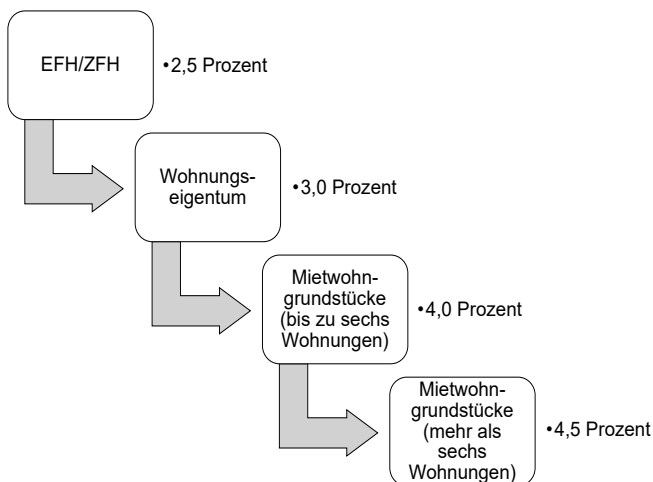 EFH/ZFH
•2,5 Prozent
Wohnungs-
eigentum
•3,0 Prozent
Mietwohn-
grundstücke
(bis zu sechs
Wohnungen)
•4,0 Prozent
Mietwohn-
grundstücke
(mehr als
sechs
Wohnungen)
•4,5 Prozent